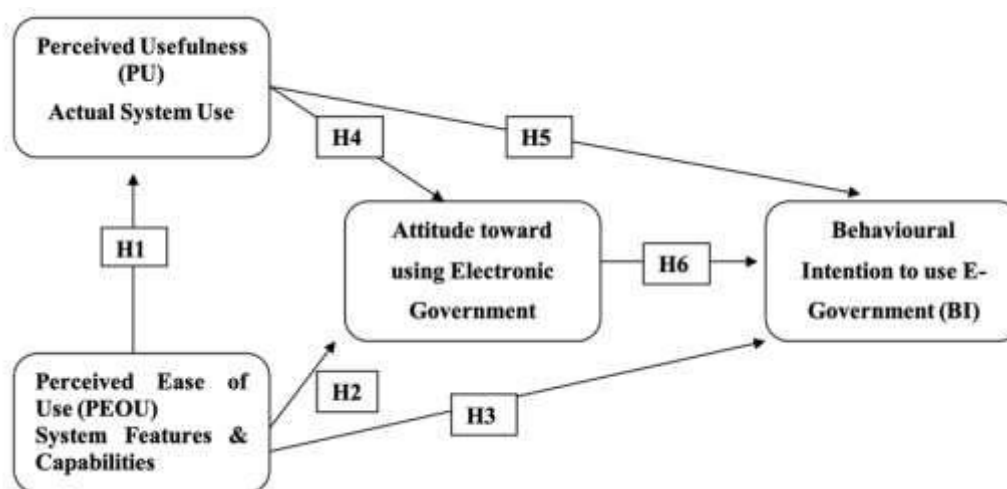 Perceived Usefulness
(PU)
Actual System Use
H4
H5
H1
Attitude toward
using Electronic
Government
H6
Behavioural
Intention to use E-
Government (BI)
Perceived Ease of
Use (PEOU)
System Features &
Capabilities
H2
H3